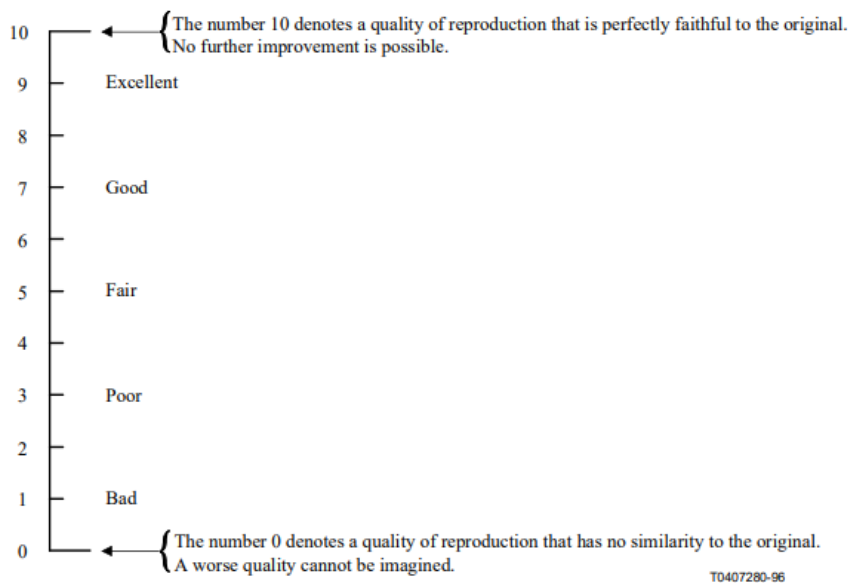 10
The number 10 denotes a quality of reproduction that is perfectly faithful to the original.
No further improvement is possible.
9 Excellent
8
7 Good
6
5 Fair
4
3 Poor
2
1 Bad
0
The number 0 denotes a quality of reproduction that has no similarity to the original.
A worse quality cannot be imagined.
T0407280-96